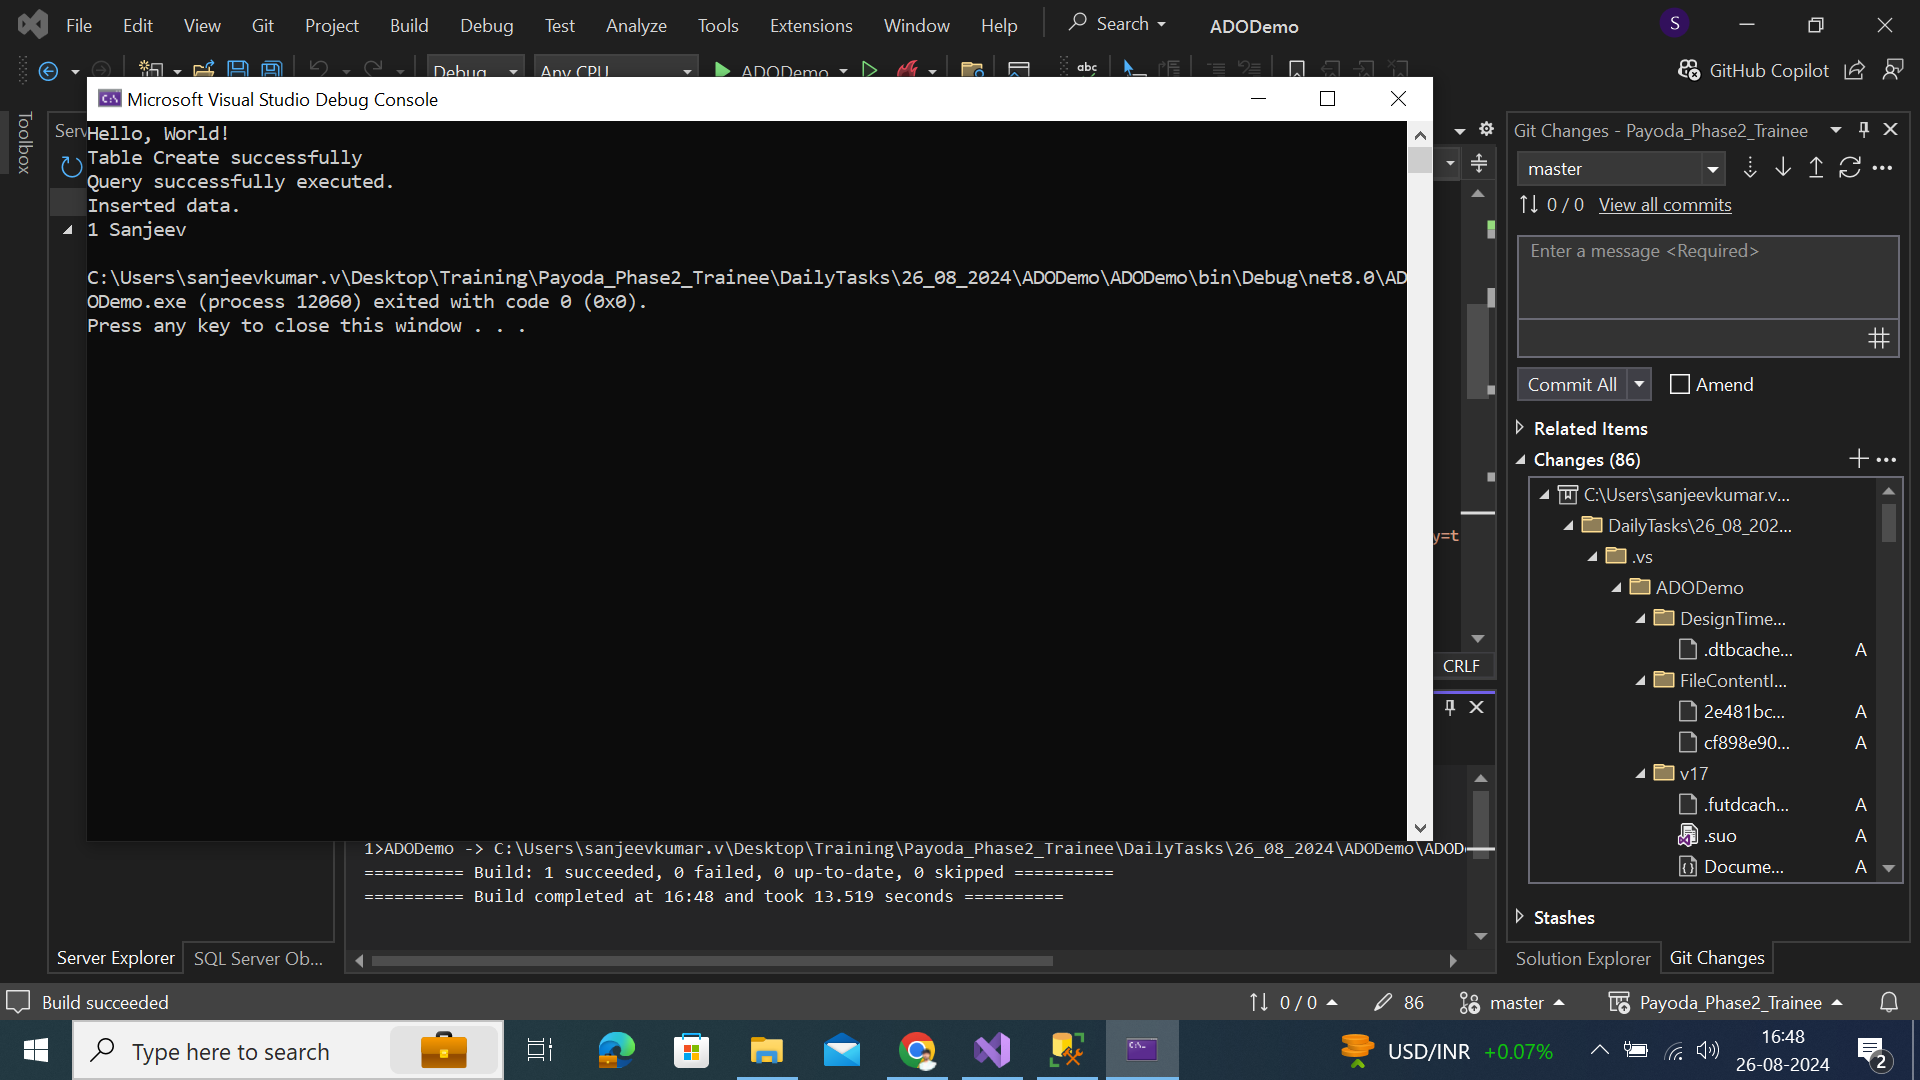 File Edit View Git Project Build Debug Test Analyze Tools Extensions Window Help Search ADODemo S
Debug Any CPU ADODemo abc GitHub Copilot
Microsoft Visual Studio Debug Console
Toolbox
Serv
Hello, World!
Table Create successfully
Query successfully executed.
Inserted data.
1 Sanjeev
C:\Users\sanjeevkumar.v\Desktop\Training\Payoda_Phase2_Trainee\DailyTasks\26_08_2024\ADODemo\ADODemo\bin\Debug\net8.0\AD
ODemo.exe (process 12060) exited with code 0 (0x0).
Press any key to close this window . . .
y=t
CRLF
1>ADODemo -> C:\Users\sanjeevkumar.v\Desktop\Training\Payoda_Phase2_Trainee\DailyTasks\26_08_2024\ADODemo\ADOD
========== Build: 1 succeeded, 0 failed, 0 up-to-date, 0 skipped ==========
========== Build completed at 16:48 and took 13.519 seconds ==========
Server Explorer SQL Server Ob...
Git Changes - Payoda_Phase2_Trainee
master
0 / 0 View all commits
Enter a message <Required>
Commit All Amend
Related Items
Changes (86)
C:\Users\sanjeevkumar.v...
DailyTasks\26_08_202...
.vs
ADODemo
DesignTime...
.dtbcache... A
FileContentI...
2e481bc... A
cf898e90... A
v17
.futdcach... A
.suo A
Docume... A
Stashes
Solution Explorer Git Changes
Build succeeded 0 / 0 86 master Payoda_Phase2_Trainee
Type here to search USD/INR +0.07% 16:48
26-08-2024 2